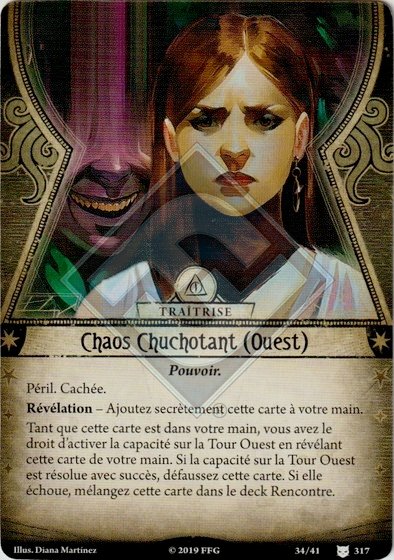 TRAÎTRISE
Chaos Chuchotant (Ouest)
Pouvoir.
Péril. Cachée.
Révélation – Ajoutez secrètement cette carte à votre main.
Tant que cette carte est dans votre main, vous avez le
droit d'activer la capacité sur la Tour Ouest en révélant
cette carte de votre main. Si la capacité sur la Tour Ouest
est résolue avec succès, défaussez cette carte. Si elle
échoue, mélangez cette carte dans le deck Rencontre.
Illus. Diana Martínez © 2019 FFG 34/41 317